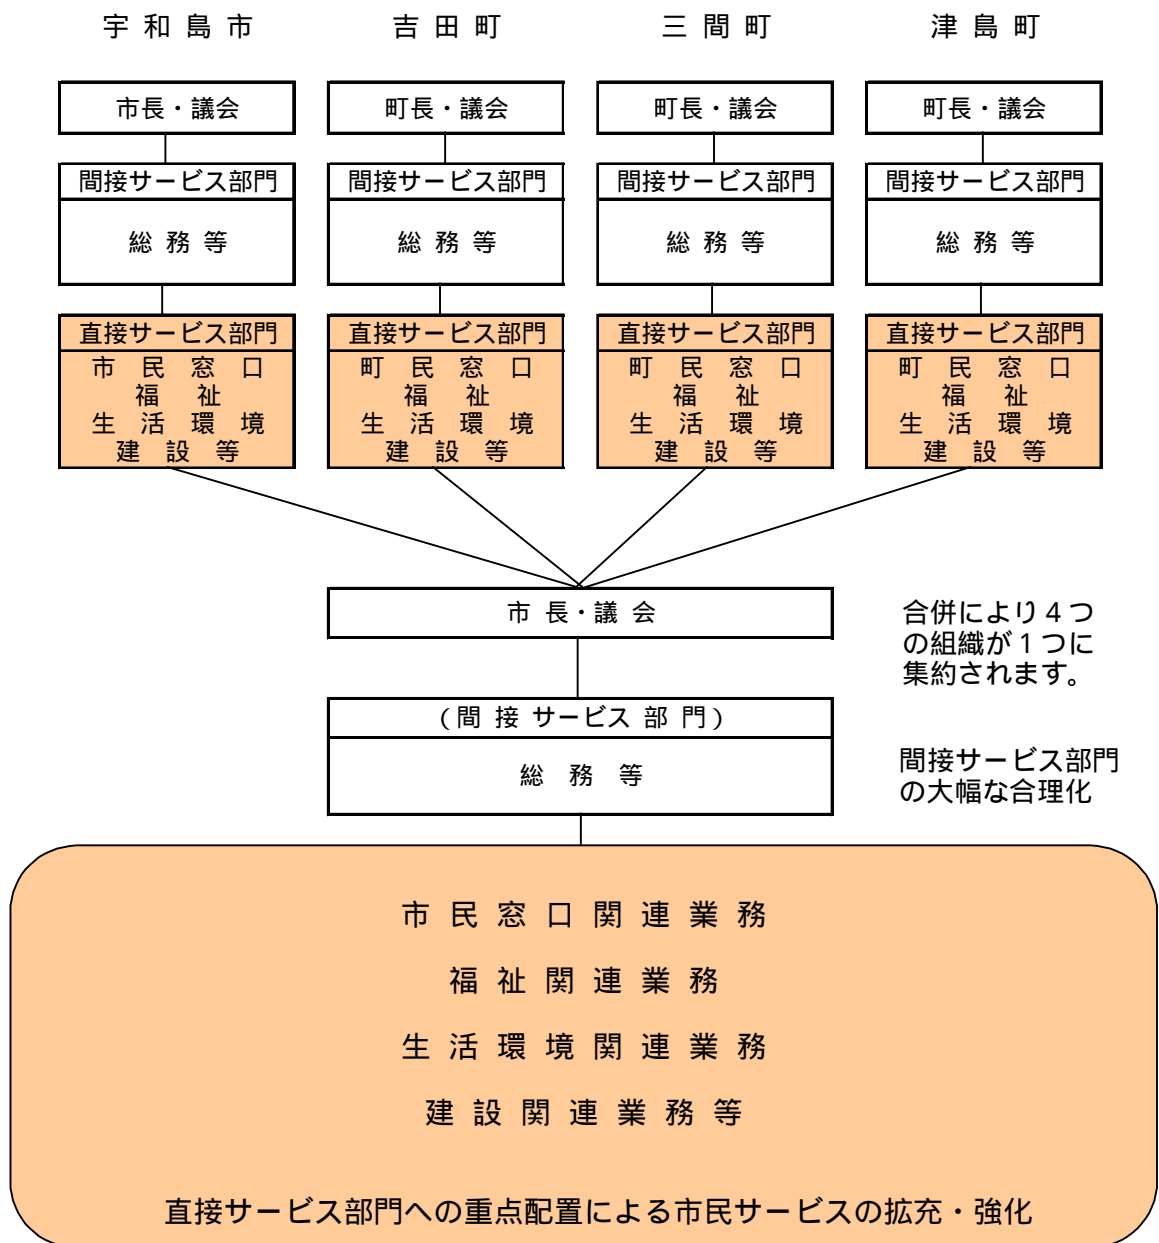 宇和島市
吉田町
三間町
津島町
市長・議会
町長・議会
町長・議会
町長・議会
間接サービス部門
間接サービス部門
間接サービス部門
間接サービス部門
総務等
総務等
総務等
総務等
直接サービス部門
直接サービス部門
直接サービス部門
直接サービス部門
市民窓口
福祉
生活環境
建設等
町民窓口
福祉
生活環境
建設等
町民窓口
福祉
生活環境
建設等
町民窓口
福祉
生活環境
建設等
市長・議会
合併により４つ
の組織が１つに
集約されます。
(間接サービス部門)
総務等
間接サービス部門
の大幅な合理化
市民窓口関連業務
福祉関連業務
生活環境関連業務
建設関連業務等
直接サービス部門への重点配置による市民サービスの拡充・強化